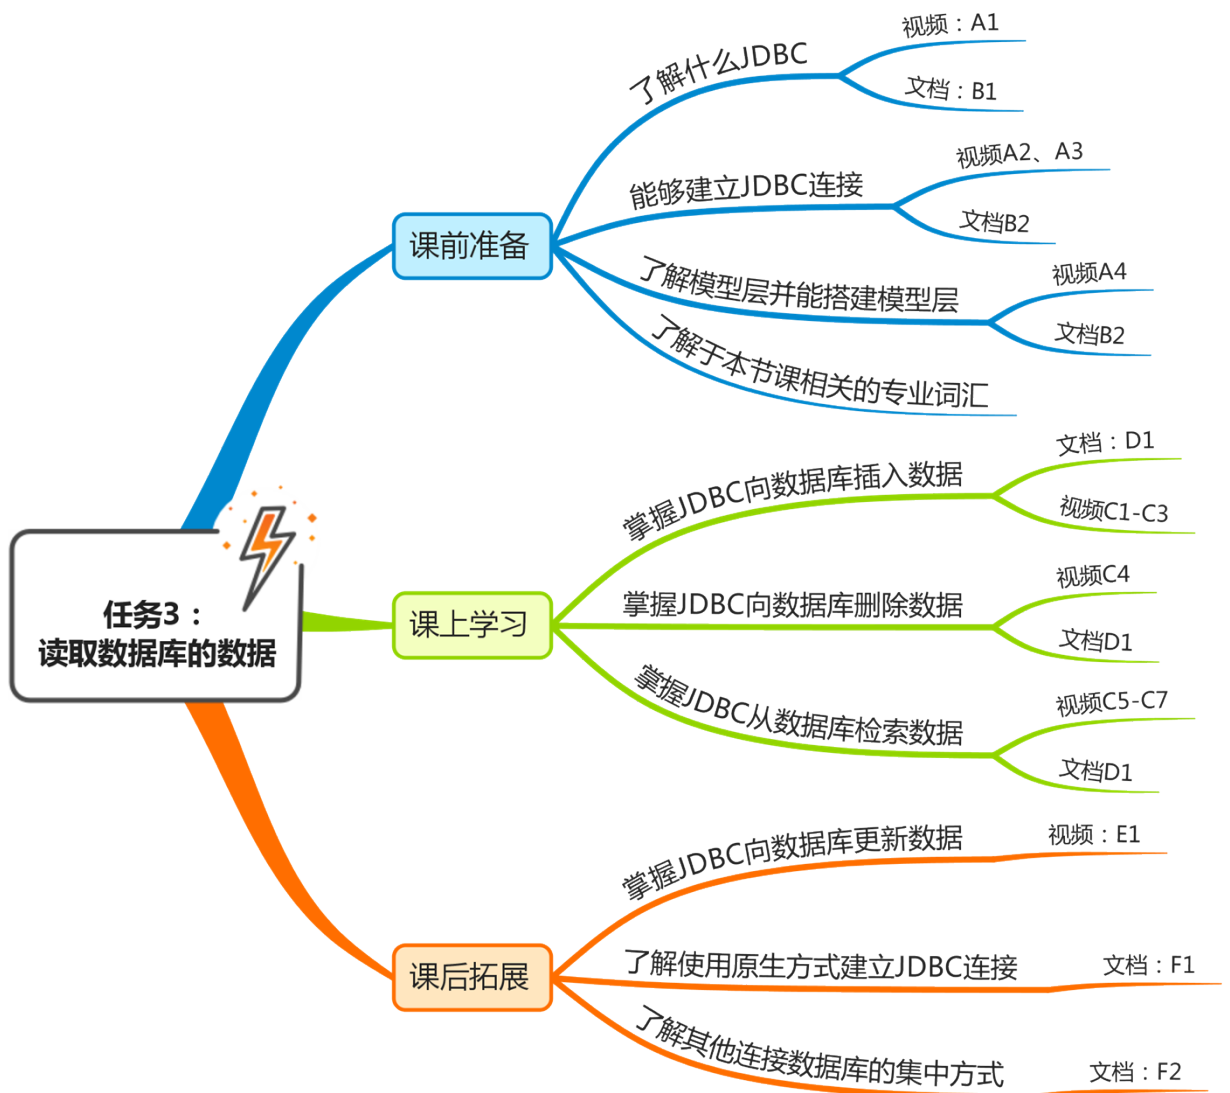 任务3：
读取数据库的数据
课前准备
了解什么JDBC
视频：A1
文档：B1
能够建立JDBC连接
视频A2、A3
文档B2
了解模型层并能搭建模型层
视频A4
文档B2
了解于本节课相关的专业词汇
课上学习
掌握JDBC向数据库插入数据
文档：D1
视频C1-C3
掌握JDBC向数据库删除数据
视频C4
文档D1
掌握JDBC从数据库检索数据
视频C5-C7
文档D1
课后拓展
掌握JDBC向数据库更新数据
视频：E1
了解使用原生方式建立JDBC连接
文档：F1
了解其他连接数据库的集中方式
文档：F2